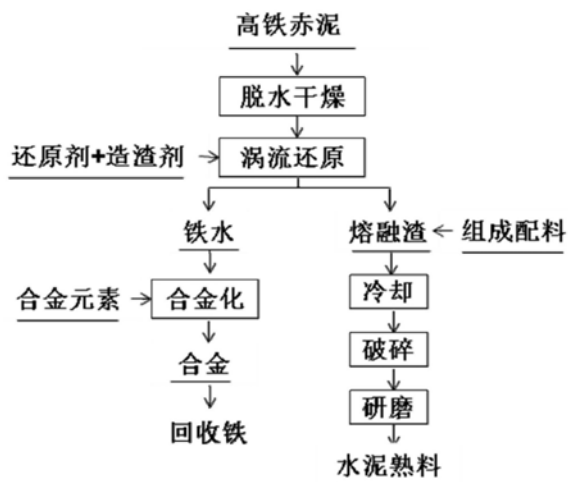 高铁赤泥
脱水干燥
还原剂+造渣剂
涡流还原
铁水
熔融渣
组成配料
合金元素
合金化
冷却
合金
破碎
回收铁
研磨
水泥熟料